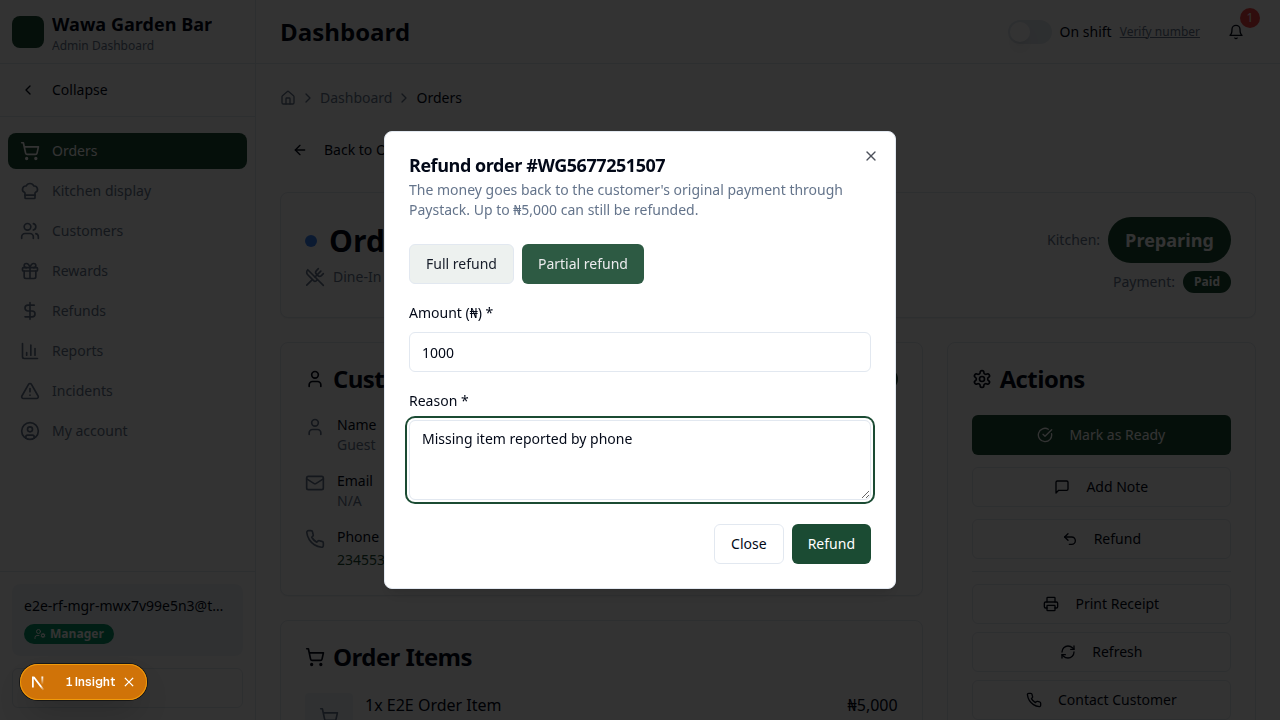 Wawa Garden Bar
Admin Dashboard
Dashboard
On shift
Verify number
1
Collapse
Dashboard
Orders
Orders
Kitchen display
Customers
Rewards
Refunds
Reports
Incidents
My account
Back to C
Ord
Dine-In
Kitchen:
Preparing
Payment:
Paid
Refund order #WG5677251507
The money goes back to the customer's original payment through
Paystack. Up to ₦5,000 can still be refunded.
Full refund
Partial refund
Amount (₦) *
1000
Reason *
Missing item reported by phone
Close
Refund
Cust
Name
Guest
Email
N/A
Phone
234553
Actions
Mark as Ready
Add Note
Refund
Print Receipt
Refresh
Contact Customer
Order Items
1x E2E Order Item
₦5,000
e2e-rf-mgr-mwx7v99e5n3@t...
Manager
N
1 Insight